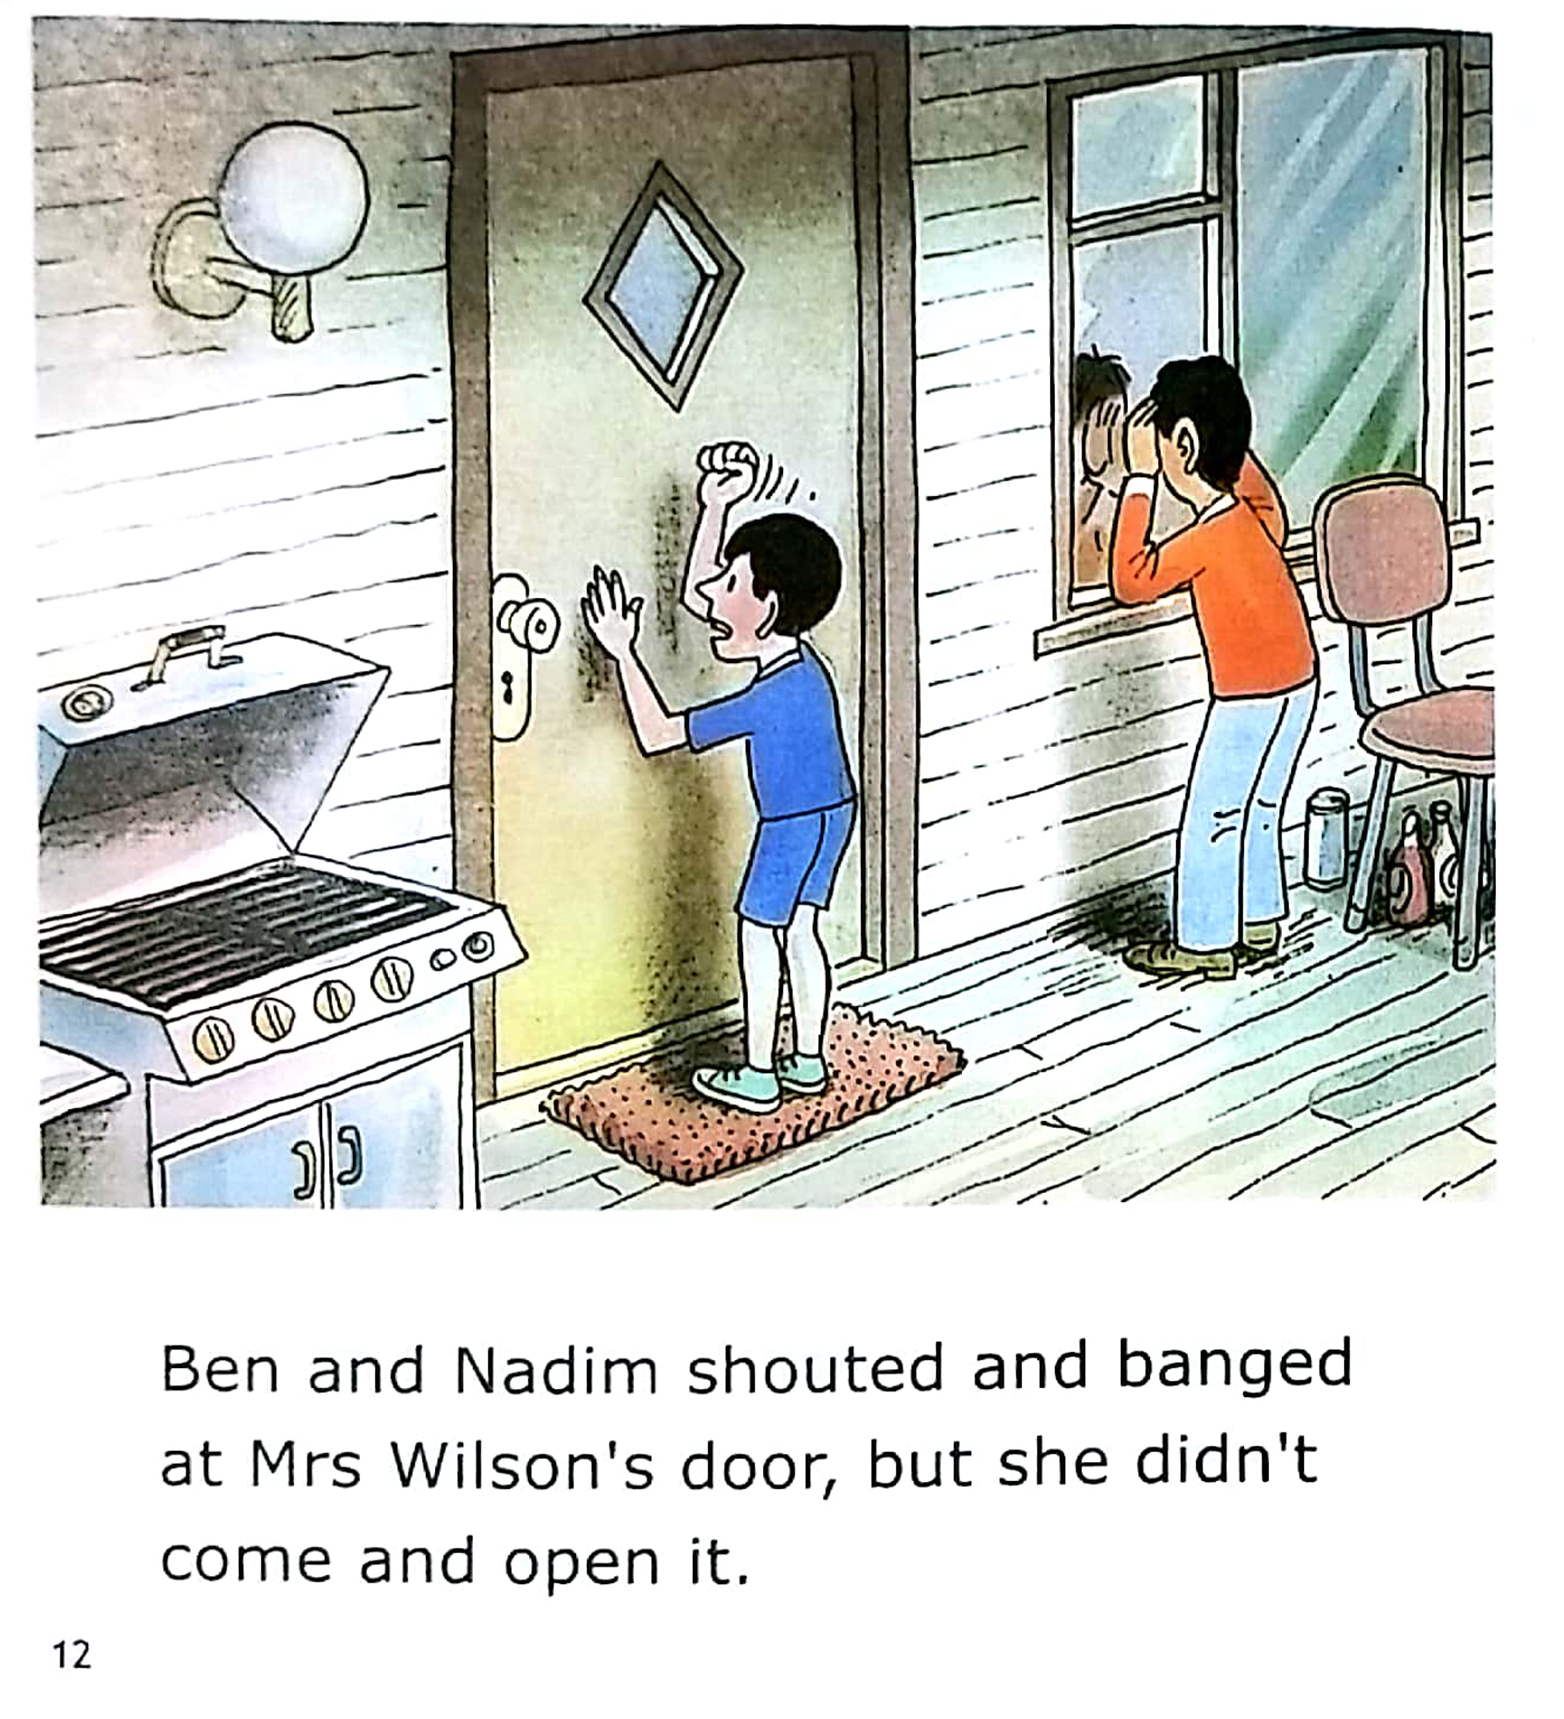 Ben and Nadim shouted and banged
at Mrs Wilson's door, but she didn't
come and open it.
12